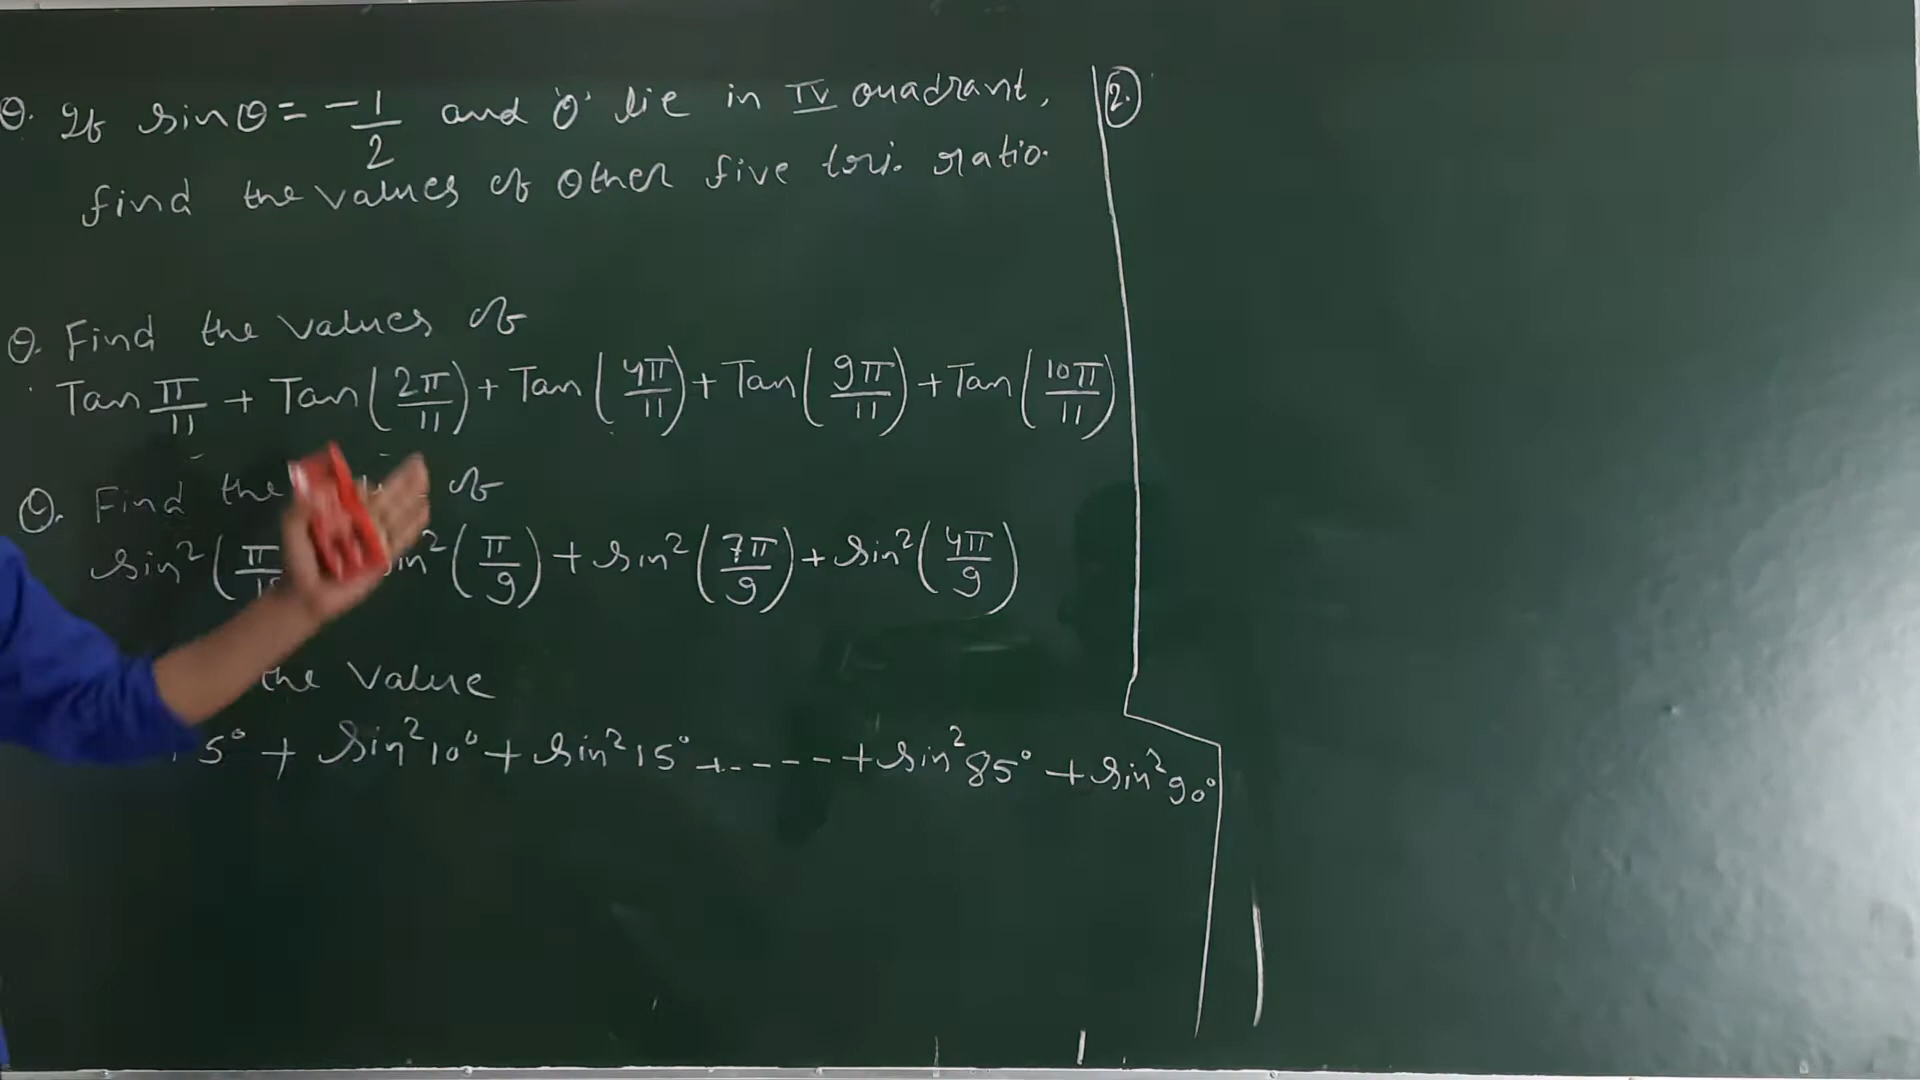 Q. If sinθ = -1/2 and 'θ' lie in IV quadrant,
find the values of other five tri. ratio.
Q. Find the values of
Tan π/11 + Tan (2π/11) + Tan (4π/11) + Tan (9π/11) + Tan (10π/11)
Q. Find the of
sin² (π/ sin² (π/9) + sin² (7π/9) + sin² (4π/9)
the value
5° + sin²10° + sin²15° + ----- + sin²85° + sin²90°
2.